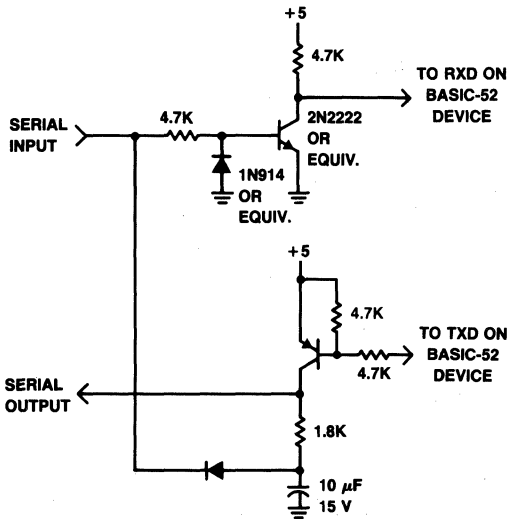 +5
4.7K
TO RXD ON
BASIC-52
DEVICE
SERIAL
INPUT
4.7K
2N2222
OR
EQUIV.
1N914
OR
EQUIV.
+5
4.7K
TO TXD ON
BASIC-52
DEVICE
4.7K
SERIAL
OUTPUT
1.8K
10 µF
15 V